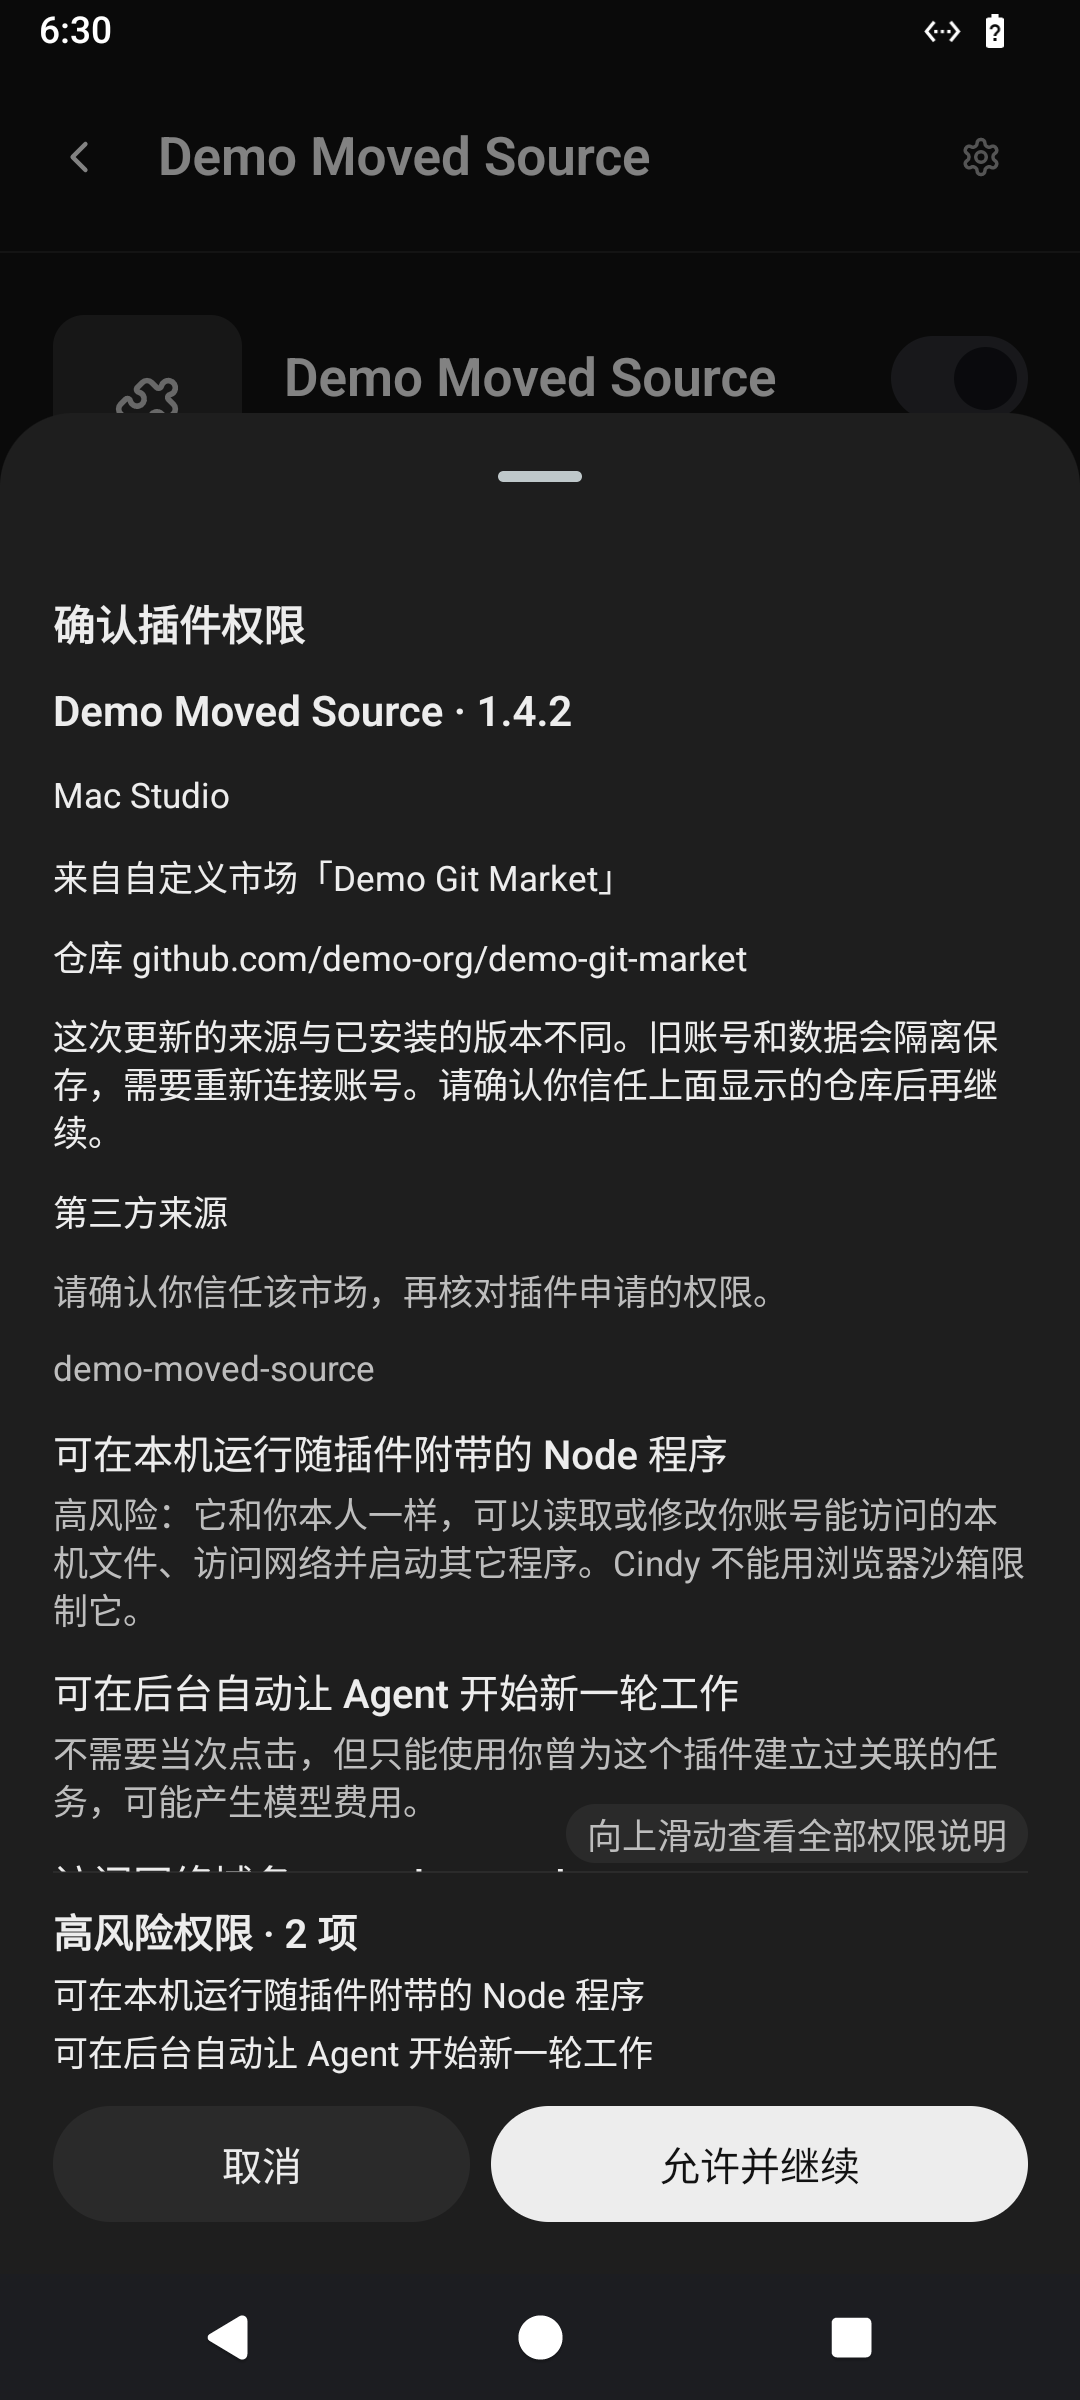 6:30
Demo Moved Source
Demo Moved Source
确认插件权限
Demo Moved Source · 1.4.2
Mac Studio
来自自定义市场「Demo Git Market」
仓库 github.com/demo-org/demo-git-market
这次更新的来源与已安装的版本不同。旧账号和数据会隔离保
存，需要重新连接账号。请确认你信任上面显示的仓库后再继
续。
第三方来源
请确认你信任该市场，再核对插件申请的权限。
demo-moved-source
可在本机运行随插件附带的 Node 程序
高风险：它和你本人一样，可以读取或修改你账号能访问的本
机文件、访问网络并启动其它程序。Cindy 不能用浏览器沙箱限
制它。
可在后台自动让 Agent 开始新一轮工作
不需要当次点击，但只能使用你曾为这个插件建立过关联的任
务，可能产生模型费用。
向上滑动查看全部权限说明
高风险权限 · 2 项
可在本机运行随插件附带的 Node 程序
可在后台自动让 Agent 开始新一轮工作
取消
允许并继续